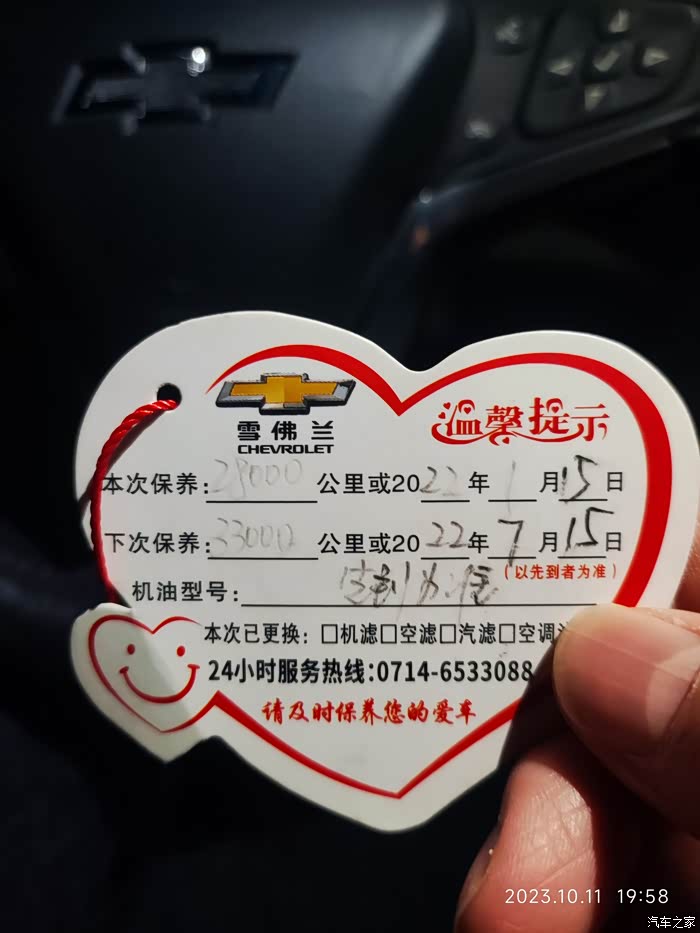 温馨提示
雪佛兰
CHEVROLET
本次保养:28000公里或2022年1月15日
下次保养:33000公里或2022年7月15日
(以先到者为准)
机油型号:先到为准
本次已更换: □机滤□空滤□汽滤□空调
24小时服务热线:0714-6533088
请及时保养您的爱车
2023.10.11 19:58
汽车之家